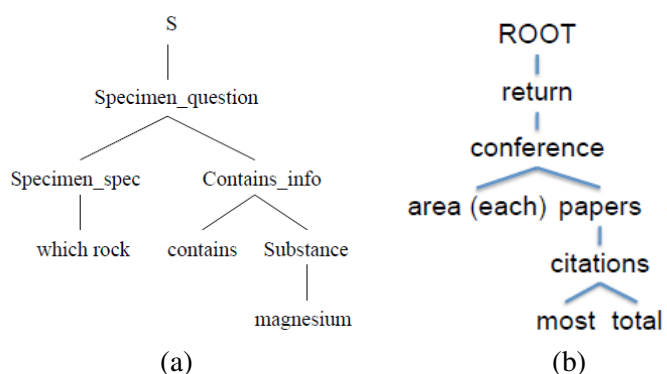 S
Specimen_question
Specimen_spec Contains_info
which rock contains Substance
magnesium
(a)
ROOT
return
conference
area (each) papers
citations
most total
(b)